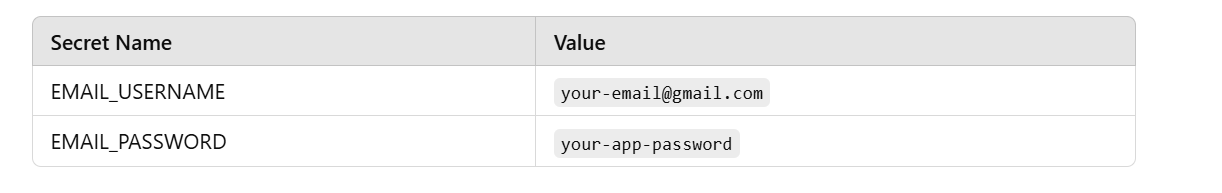 Secret Name Value
EMAIL_USERNAME your-email@gmail.com
EMAIL_PASSWORD your-app-password